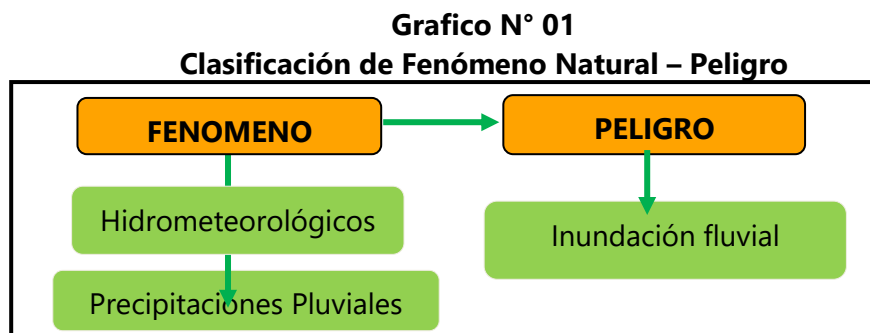 Grafico N° 01
Clasificación de Fenómeno Natural – Peligro
FENOMENO
PELIGRO
Hidrometeorológicos
Inundación fluvial
Precipitaciones Pluviales